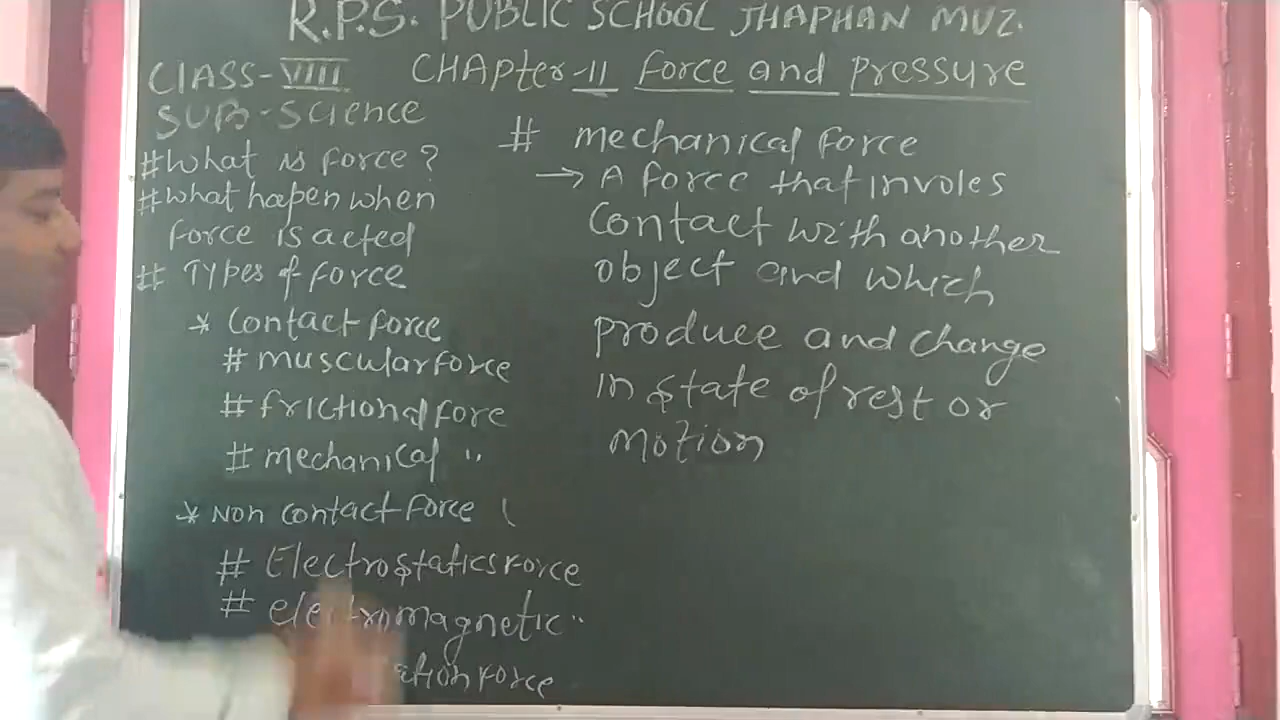 R.P.S. PUBLIC SCHOOL JHAPHAN MUZ.
CLASS-VIII CHAPter-11 Force and Pressure
SUB-Science
#What is force?
#what hapen when
force is acted
# Types of force
* Contact force
# muscular force
# frictional fore
# mechanical "
* Non contact force (
# Electrostatics Force
# electromagnetic "
ation Force
# mechanical force
→ A force that involes
Contact with another
object and which
produce and change
in state of rest or
motion